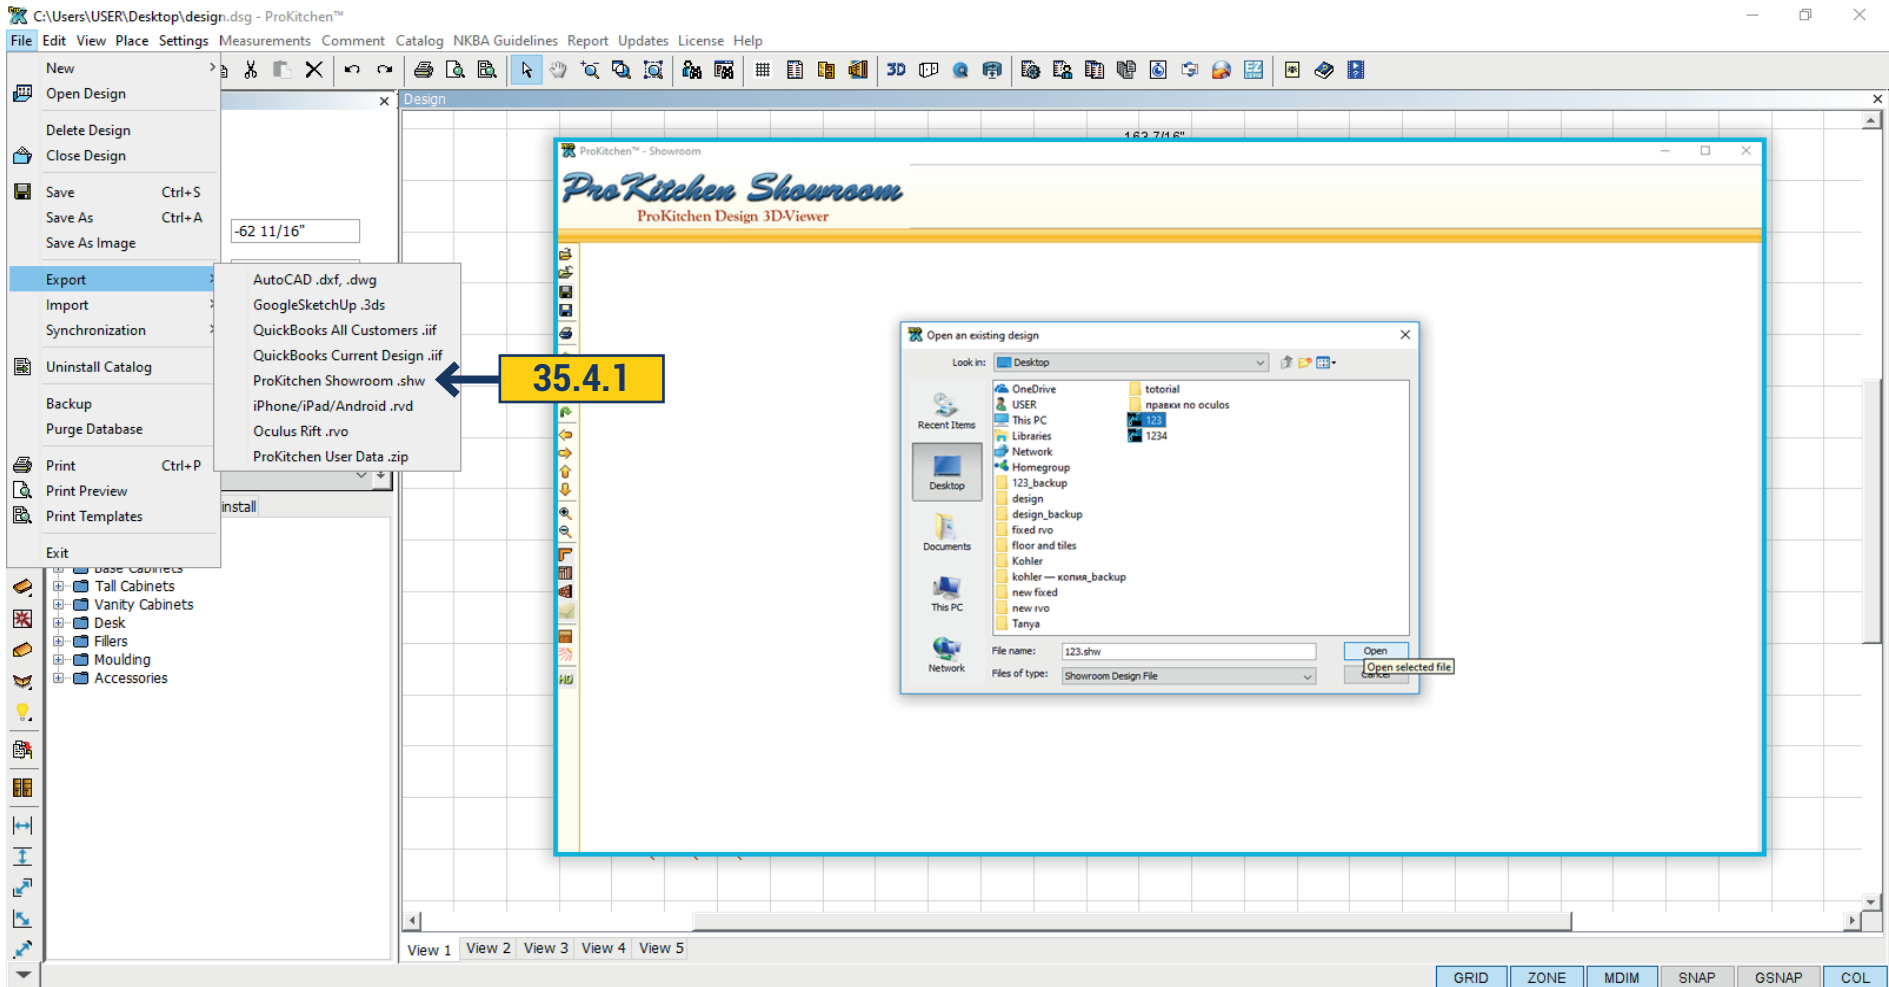 C:\Users\USER\Desktop\design.dsg - ProKitchen™
File Edit View Place Settings Measurements Comment Catalog NKBA Guidelines Report Updates License Help
New
Open Design
Delete Design
Close Design
Save Ctrl+S
Save As Ctrl+A
Save As Image
Export
Import
Synchronization
Uninstall Catalog
Backup
Purge Database
Print Ctrl+P
Print Preview
Print Templates
Exit
-62 11/16"
AutoCAD .dxf, .dwg
GoogleSketchUp .3ds
QuickBooks All Customers .iif
QuickBooks Current Design .iif
ProKitchen Showroom .shw
iPhone/iPad/Android .rvd
Oculus Rift .rvo
ProKitchen User Data .zip
35.4.1
install
Base Cabinets
Tall Cabinets
Vanity Cabinets
Desk
Fillers
Moulding
Accessories
3D
EZ
Design
163 7/16"
ProKitchen™ - Showroom
ProKitchen Showroom
ProKitchen Design 3D-Viewer
HD
Open an existing design
Look in: Desktop
Recent Items
Desktop
Documents
This PC
Network
OneDrive
USER
This PC
Libraries
Network
Homegroup
123_backup
design
design_backup
fixed rvo
floor and tiles
Kohler
kohler — копия_backup
new fixed
new rvo
Tanya
totorial
правки по oculos
123
1234
File name: 123.shw
Open
Open selected file
Files of type: Showroom Design File
Cancel
View 1 View 2 View 3 View 4 View 5
GRID ZONE MDIM SNAP GSNAP COL